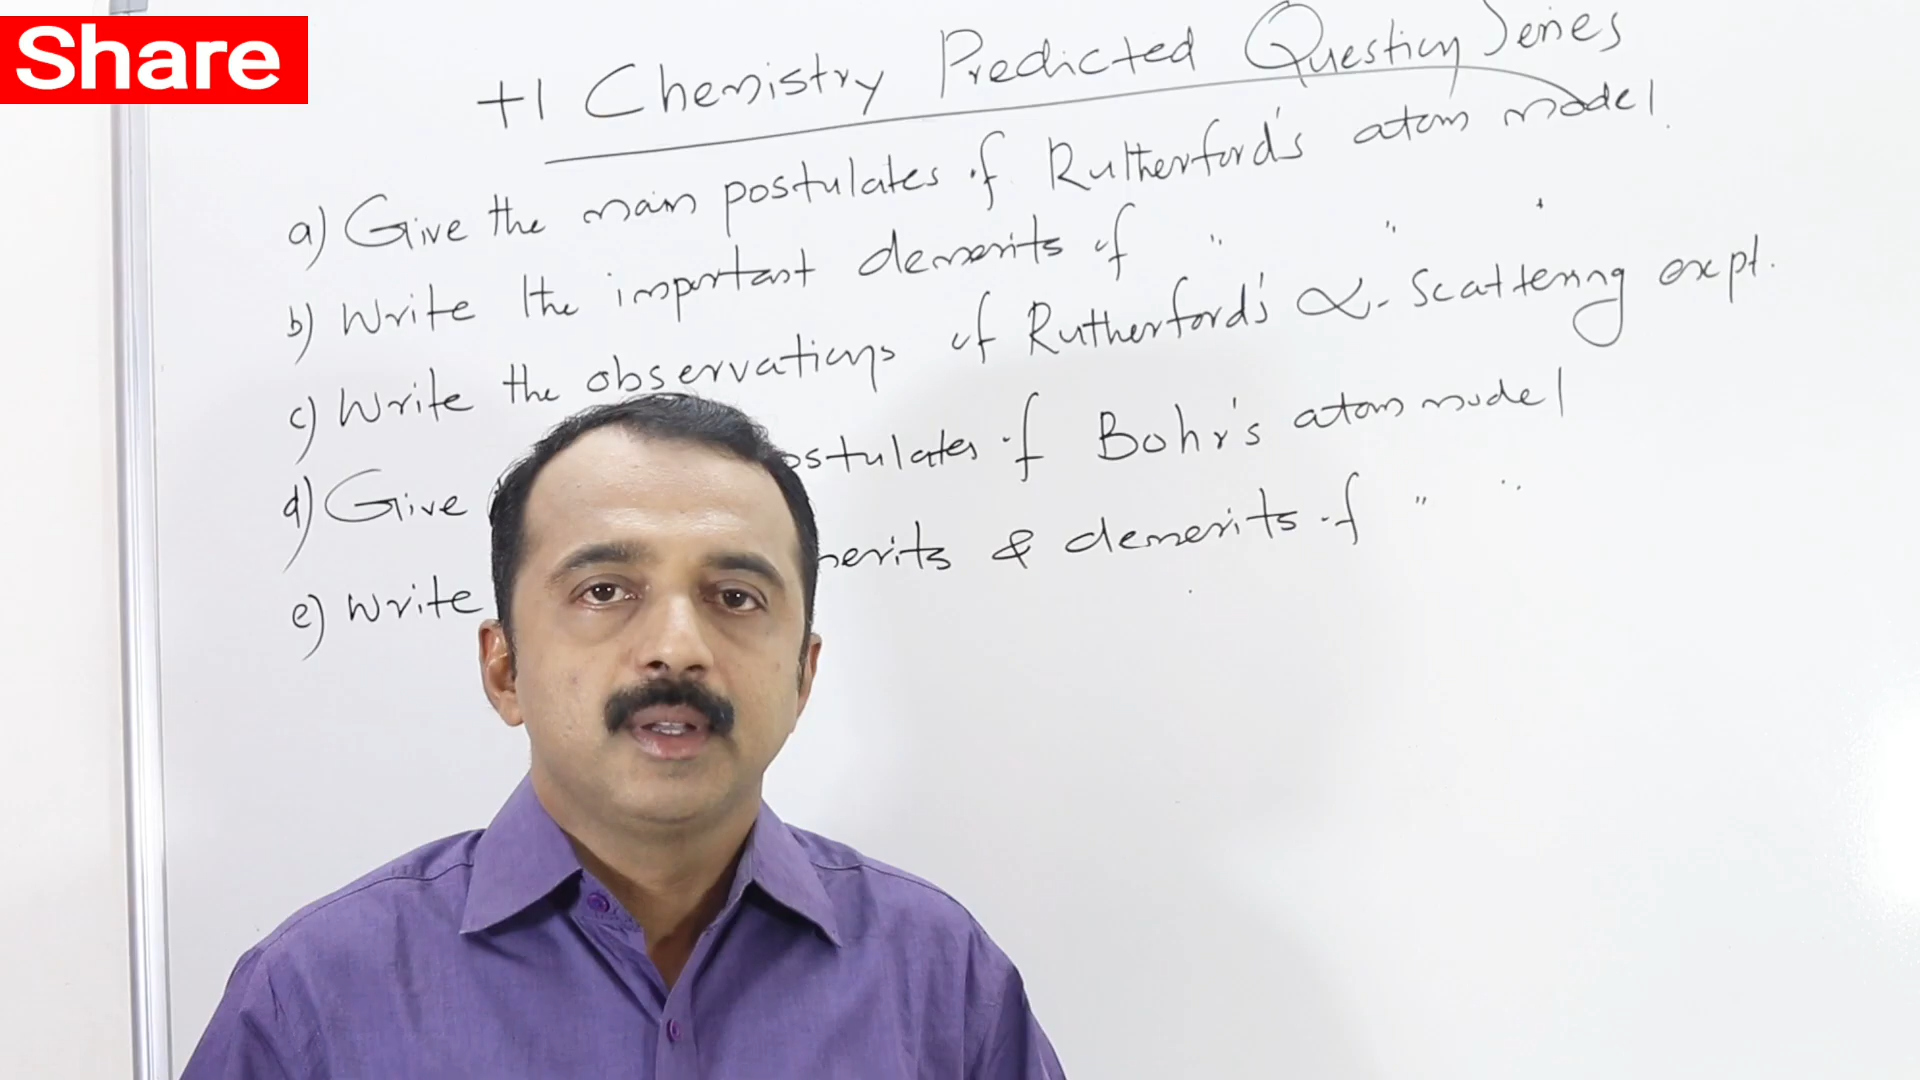 Share
+1 Chemistry Predicted Question Series
a) Give the main postulates of Rutherford's atom model.
b) Write the important demerits of " " "
c) Write the observations of Rutherford's α-scattering expt.
d) Give ostulates of Bohr's atom model
e) Write merits & demerits of " "